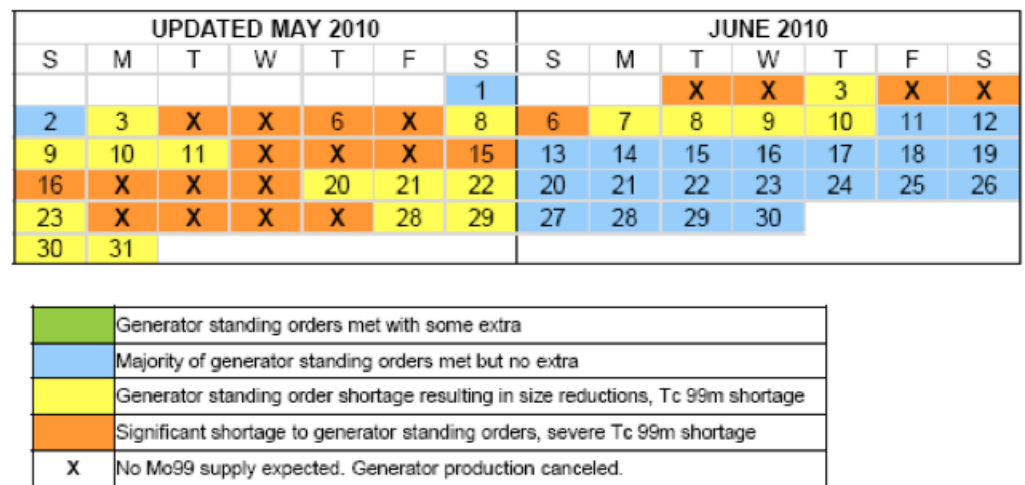 UPDATED MAY 2010 JUNE 2010
S M T W T F S S M T W T F S
1 X X 3 X X
2 3 X X 6 X 8 6 7 8 9 10 11 12
9 10 11 X X X 15 13 14 15 16 17 18 19
16 X X X 20 21 22 20 21 22 23 24 25 26
23 X X X X 28 29 27 28 29 30
30 31
Generator standing orders met with some extra
Majority of generator standing orders met but no extra
Generator standing order shortage resulting in size reductions, Tc 99m shortage
Significant shortage to generator standing orders, severe Tc 99m shortage
X No Mo99 supply expected. Generator production canceled.